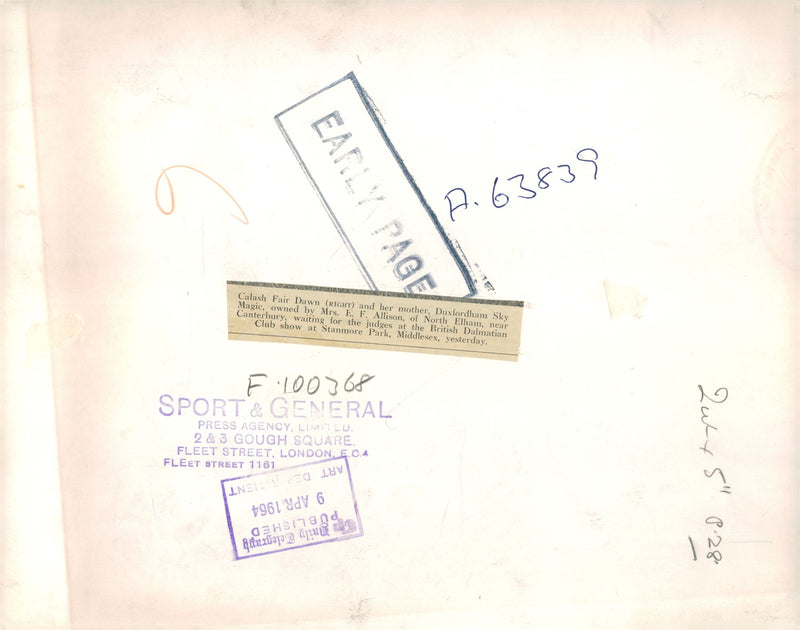 EARLY PAGE
A.63839
Calash Fair Dawn (RIGHT) and her mother, Duxfordham Sky
Magic, owned by Mrs. E. F. Allison, of North Elham, near
Canterbury, waiting for the judges at the British Dalmatian
Club show at Stanmore Park, Middlesex, yesterday.
F.100368
SPORT & GENERAL
PRESS AGENCY, LIMITED.
2 & 3 GOUGH SQUARE,
FLEET STREET, LONDON, E.C.4
FLEET STREET 1161
The Daily Telegraph
PUBLISHED
9 APR 1964
ART DEPARTMENT
5" P.28